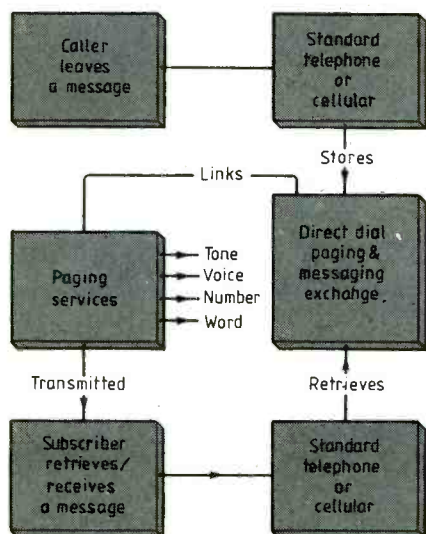 Caller
leaves
a message
Standard
telephone
or
cellular
Stores
Links
Direct dial
paging &
messaging
exchange.
Paging
services
Tone
Voice
Number
Word
Transmitted
Retrieves
Subscriber
retrieves/
receives
a message
Standard
telephone
or
cellular